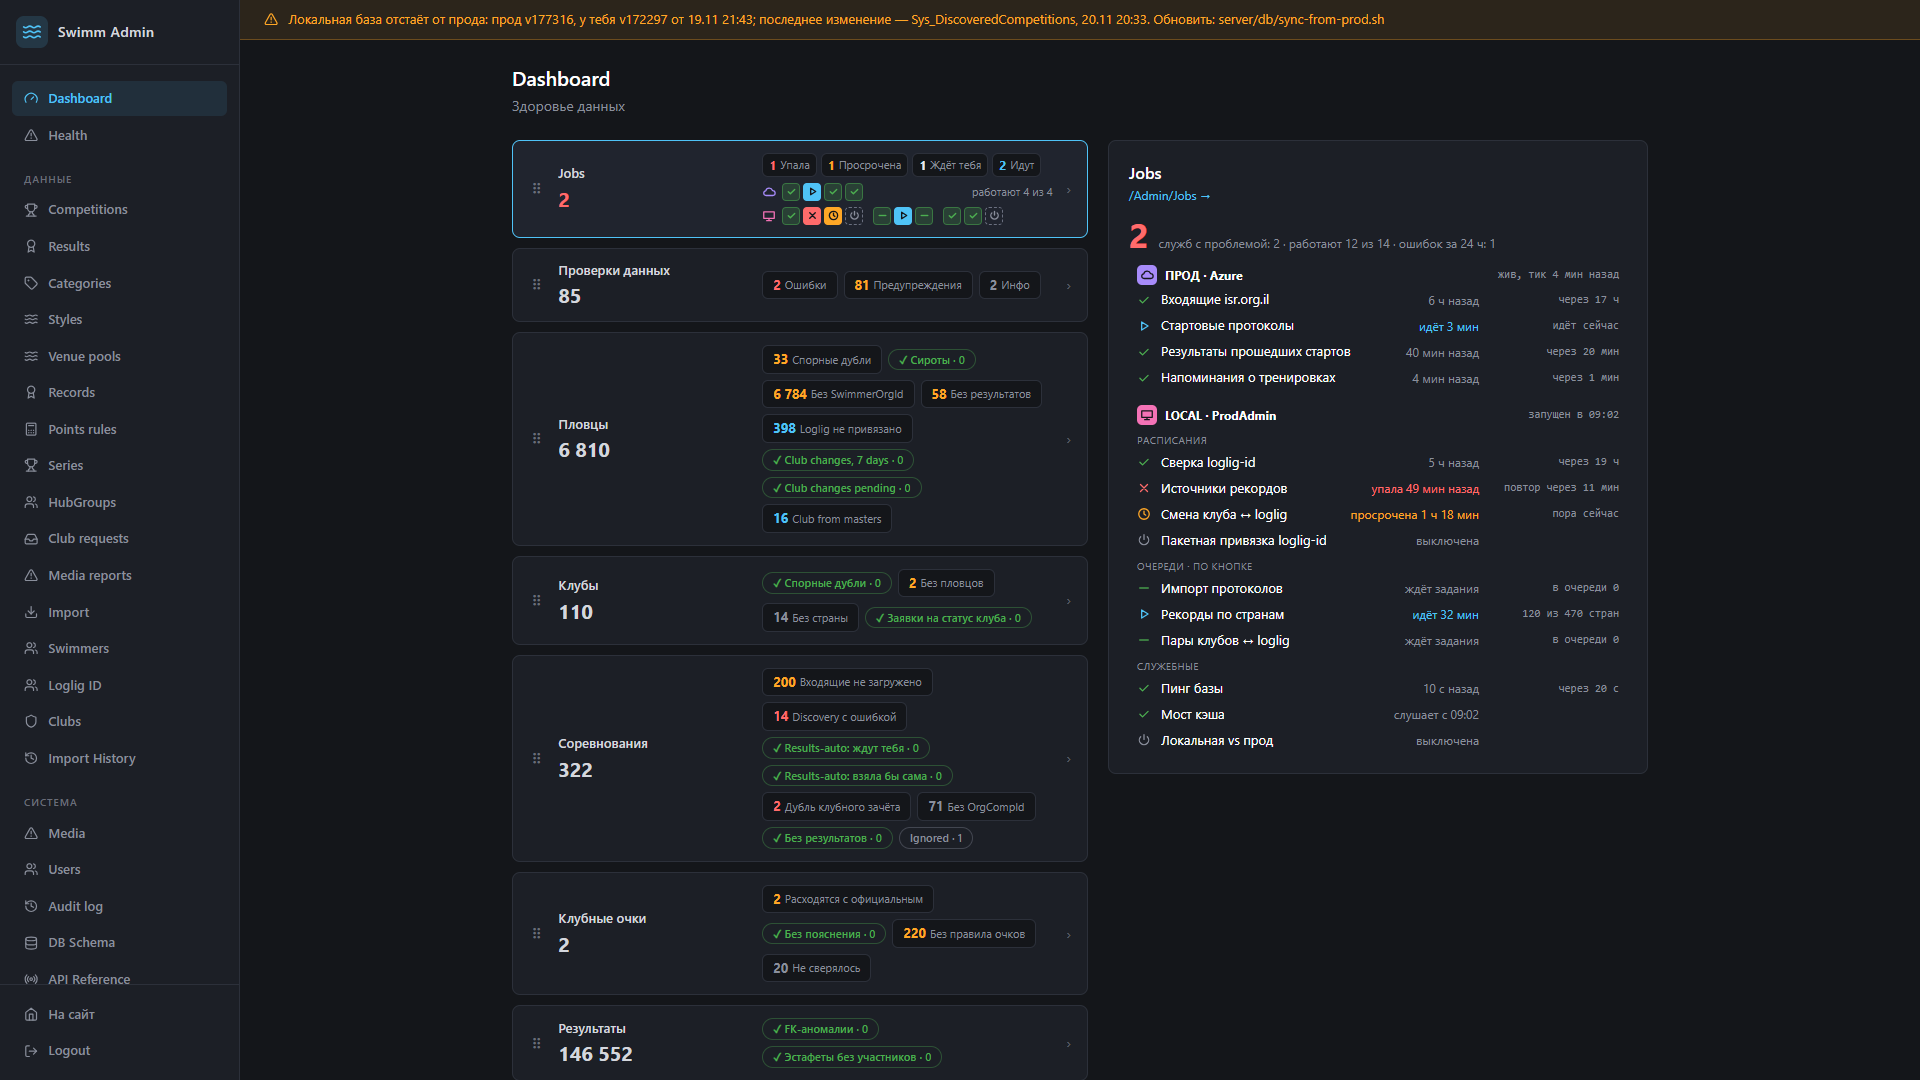 Swimm Admin
Локальная база отстаёт от прода: прод v177316, у тебя v172297 от 19.11 21:43; последнее изменение — Sys_DiscoveredCompetitions, 20.11 20:33. Обновить: server/db/sync-from-prod.sh
Dashboard
Health
ДАННЫЕ
Competitions
Results
Categories
Styles
Venue pools
Records
Points rules
Series
HubGroups
Club requests
Media reports
Import
Swimmers
Loglig ID
Clubs
Import History
СИСТЕМА
Media
Users
Audit log
DB Schema
API Reference
На сайт
Logout
Dashboard
Здоровье данных
Jobs
2
1 Упала
1 Просрочена
1 Ждёт тебя
2 Идут
работают 4 из 4
Проверки данных
85
2 Ошибки
81 Предупреждения
2 Инфо
Пловцы
6 810
33 Спорные дубли
✓ Сироты · 0
6 784 Без SwimmerOrgId
58 Без результатов
398 Loglig не привязано
✓ Club changes, 7 days · 0
✓ Club changes pending · 0
16 Club from masters
Клубы
110
✓ Спорные дубли · 0
2 Без пловцов
14 Без страны
✓ Заявки на статус клуба · 0
Соревнования
322
200 Входящие не загружено
14 Discovery с ошибкой
✓ Results-auto: ждут тебя · 0
✓ Results-auto: взяла бы сама · 0
2 Дубль клубного зачёта
71 Без OrgCompId
✓ Без результатов · 0
Ignored · 1
Клубные очки
2
2 Расходятся с официальным
✓ Без пояснения · 0
220 Без правила очков
20 Не сверялось
Результаты
146 552
✓ FK-аномалии · 0
✓ Эстафеты без участников · 0
Jobs
/Admin/Jobs →
2 служб с проблемой: 2 · работают 12 из 14 · ошибок за 24 ч: 1
ПРОД · Azure жив, тик 4 мин назад
Входящие isr.org.il 6 ч назад через 17 ч
Стартовые протоколы идёт 3 мин идёт сейчас
Результаты прошедших стартов 40 мин назад через 20 мин
Напоминания о тренировках 4 мин назад через 1 мин
LOCAL · ProdAdmin запущен в 09:02
РАСПИСАНИЯ
Сверка loglig-id 5 ч назад через 19 ч
Источники рекордов упала 49 мин назад повтор через 11 мин
Смена клуба ↔ loglig просрочена 1 ч 18 мин пора сейчас
Пакетная привязка loglig-id выключена
ОЧЕРЕДИ · ПО КНОПКЕ
Импорт протоколов ждёт задания в очереди 0
Рекорды по странам идёт 32 мин 120 из 470 стран
Пары клубов ↔ loglig ждёт задания в очереди 0
СЛУЖЕБНЫЕ
Пинг базы 10 с назад через 20 с
Мост кэша слушает с 09:02
Локальная vs прод выключена